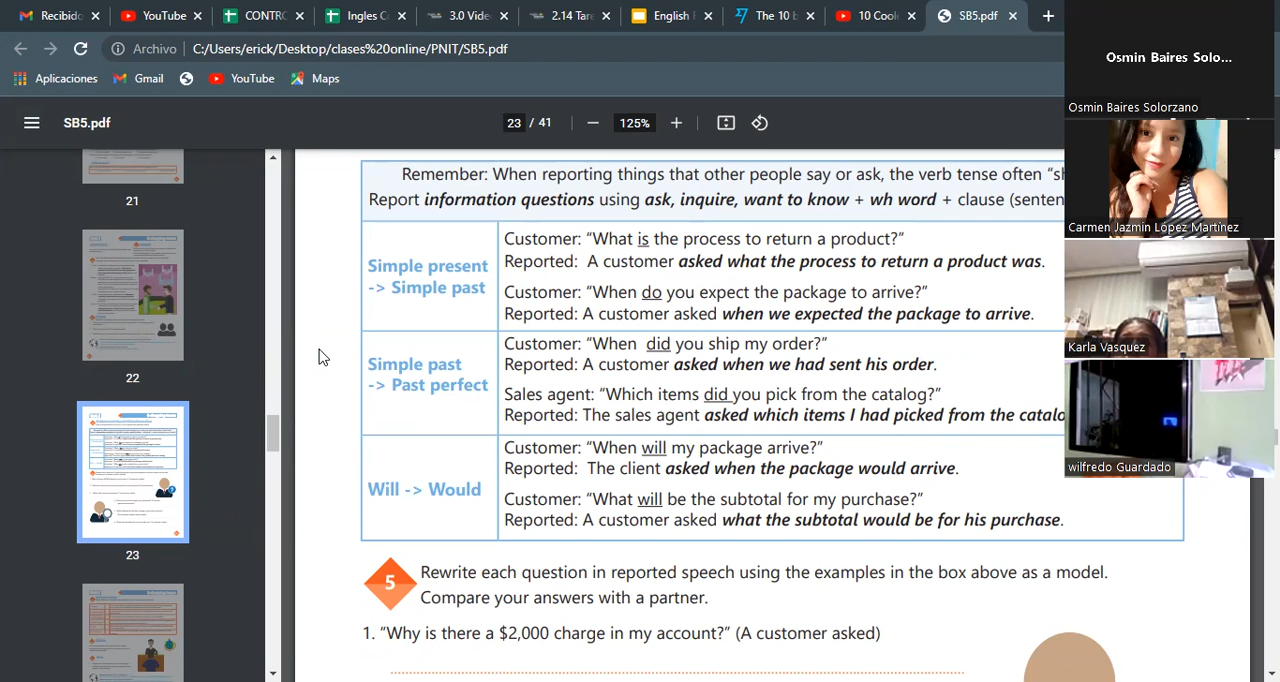 Recibido
YouTube
CONTRO
Ingles C
3.0 Vide
2.14 Tare
English
The 10 b
10 Cool
SB5.pdf
Archivo
C:/Users/erick/Desktop/clases%20online/PNIT/SB5.pdf
Aplicaciones
Gmail
YouTube
Maps
SB5.pdf
23 / 41
125%
21
22
23
Remember: When reporting things that other people say or ask, the verb tense often "sh
Report information questions using ask, inquire, want to know + wh word + clause (senten
Simple present
-> Simple past
Customer: "What is the process to return a product?"
Reported: A customer asked what the process to return a product was.
Customer: "When do you expect the package to arrive?"
Reported: A customer asked when we expected the package to arrive.
Simple past
-> Past perfect
Customer: "When did you ship my order?"
Reported: A customer asked when we had sent his order.
Sales agent: "Which items did you pick from the catalog?"
Reported: The sales agent asked which items I had picked from the catalo
Will -> Would
Customer: "When will my package arrive?"
Reported: The client asked when the package would arrive.
Customer: "What will be the subtotal for my purchase?"
Reported: A customer asked what the subtotal would be for his purchase.
5
Rewrite each question in reported speech using the examples in the box above as a model.
Compare your answers with a partner.
1. "Why is there a $2,000 charge in my account?" (A customer asked)
Osmin Baires Solo...
Osmin Baires Solorzano
Carmen Jazmin López Martinez
Karla Vasquez
wilfredo Guardado